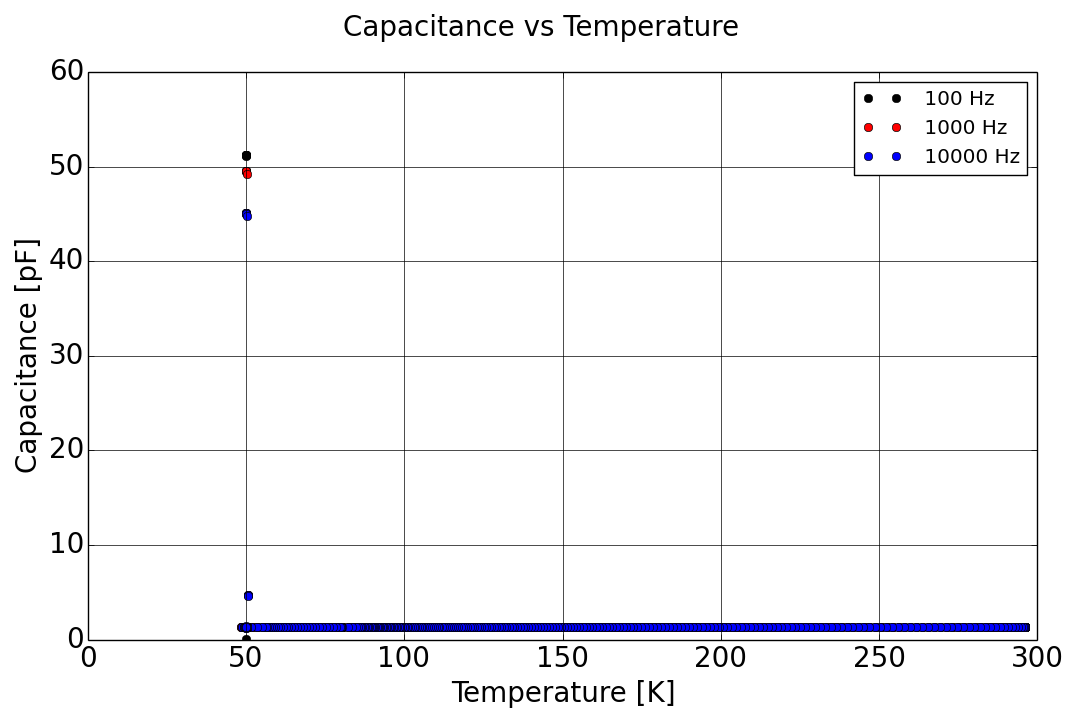 Capacitance vs Temperature
60
50
40
30
20
10
0
Capacitance [pF]
100 Hz
1000 Hz
10000 Hz
0 50 100 150 200 250 300
Temperature [K]